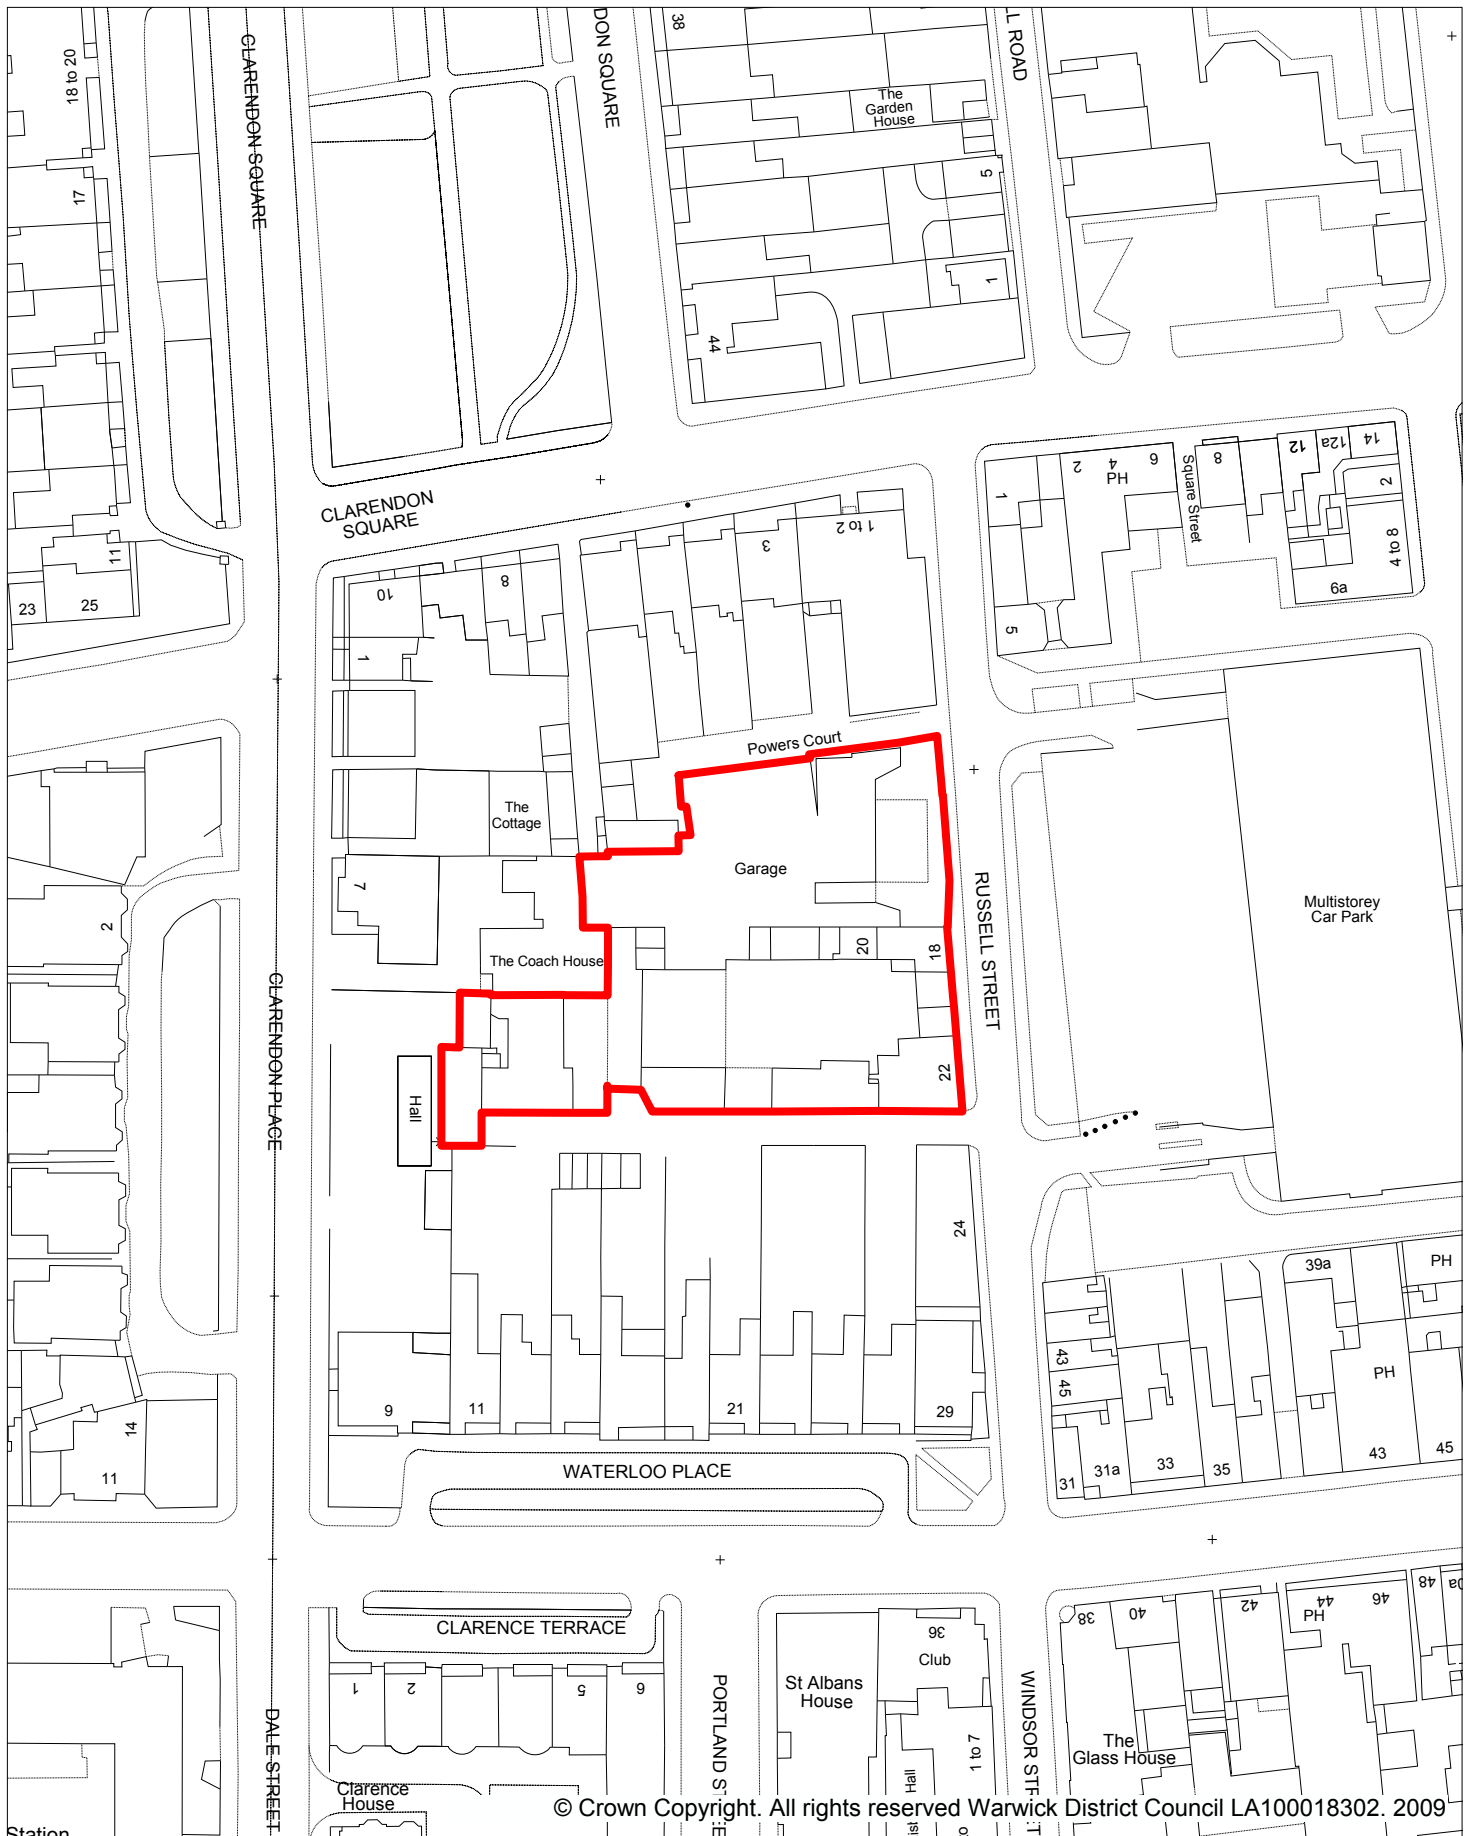 38
L ROAD
DON SQUARE
18 to 20
CLARENDON SQUARE
The
Garden
House
17
5
1
44
14
12a
12
8
6
4
PH
2
1
2
Square Street
CLARENDON
SQUARE
1 to 2
3
4 to 8
11
8
10
6a
23
25
5
1
Powers Court
The
Cottage
Garage
RUSSELL STREET
Multistorey
Car Park
7
2
20
18
The Coach House
CLARENDON PLACE
22
Hall
24
39a
PH
43
45
PH
9
11
21
29
14
11
31
31a
33
35
43
45
WATERLOO PLACE
CLARENCE TERRACE
38
40
42
44
PH
46
48
36
Club
1
2
5
6
St Albans
House
PORTLAND ST
WINDSOR STR
DALE STREET
1 to 7
The
Glass House
Clarence
House
ist Hall
© Crown Copyright. All rights reserved Warwick District Council LA100018302. 2009
Station